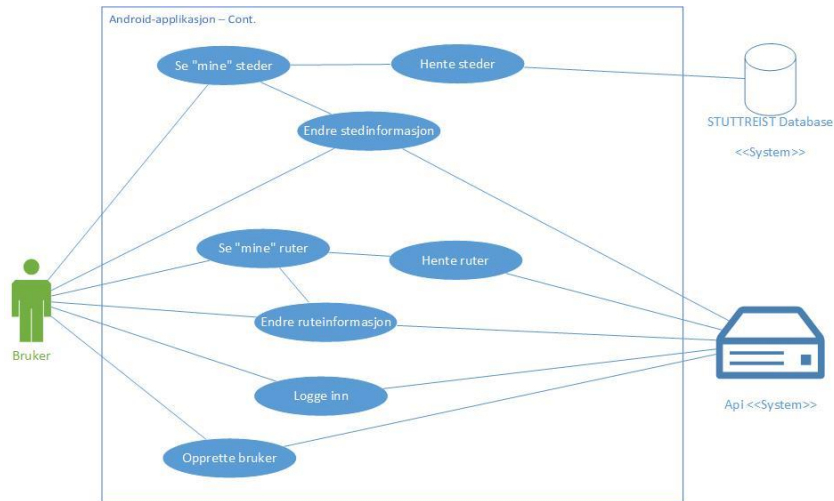 Android-applikasjon – Cont.
Se "mine" steder
Hente steder
STUTTREIST Database
<<System>>
Endre stedinformasjon
Se "mine" ruter
Hente ruter
Endre ruteinformasjon
Bruker
Logge inn
Api <<System>>
Opprette bruker